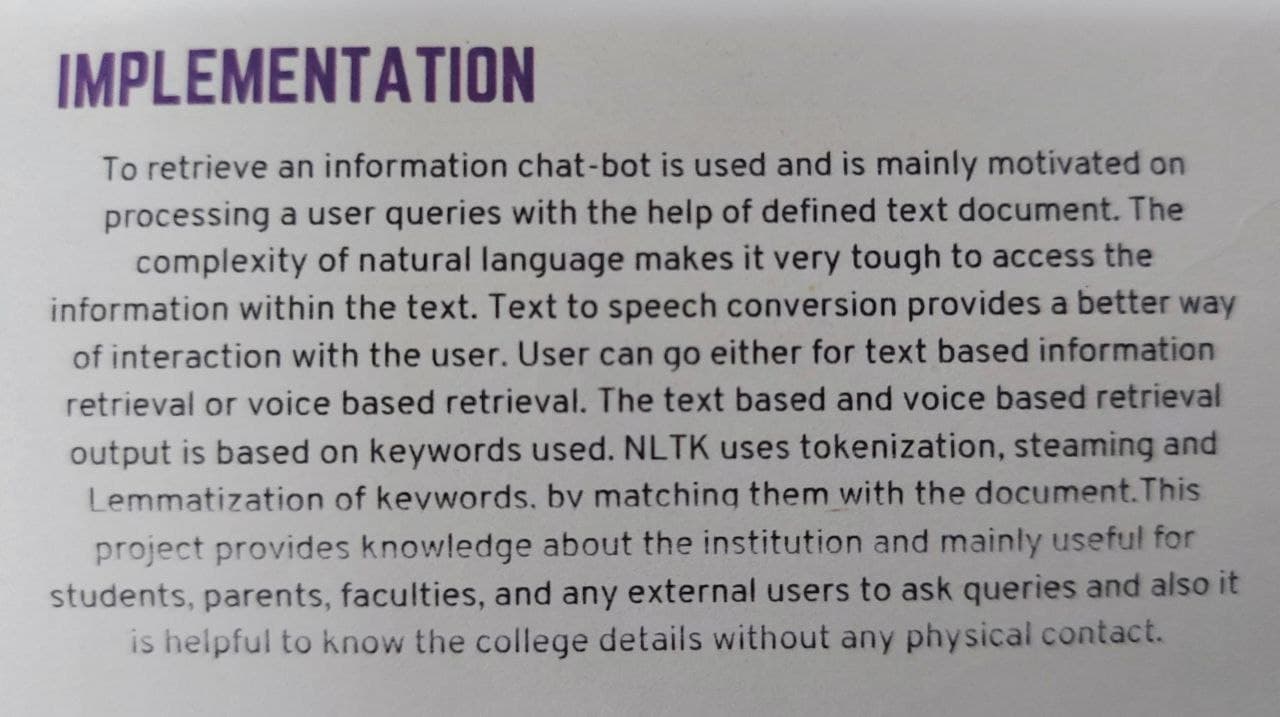 IMPLEMENTATION
To retrieve an information chat-bot is used and is mainly motivated on
processing a user queries with the help of defined text document. The
complexity of natural language makes it very tough to access the
information within the text. Text to speech conversion provides a better way
of interaction with the user. User can go either for text based information
retrieval or voice based retrieval. The text based and voice based retrieval
output is based on keywords used. NLTK uses tokenization, steaming and
Lemmatization of keywords, by matching them with the document.This
project provides knowledge about the institution and mainly useful for
students, parents, faculties, and any external users to ask queries and also it
is helpful to know the college details without any physical contact.